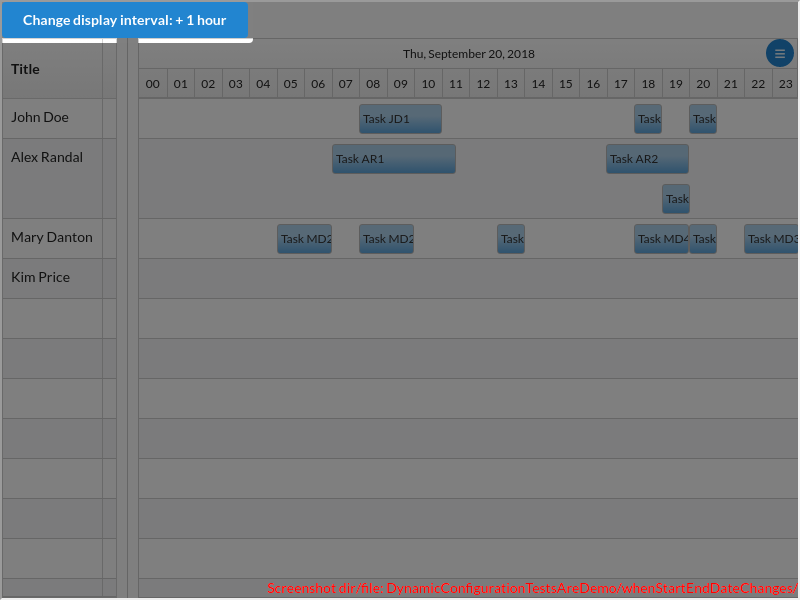 Change display interval: + 1 hour
Title
Thu, September 20, 2018
00 01 02 03 04 05 06 07 08 09 10 11 12 13 14 15 16 17 18 19 20 21 22 23
John Doe
Task JD1
Task
Task
Alex Randal
Task AR1
Task AR2
Task
Mary Danton
Task MD2
Task MD2
Task
Task MD4
Task
Task MD3
Kim Price
Screenshot dir/file: DynamicConfigurationTestsAreDemo/whenStartEndDateChanges/